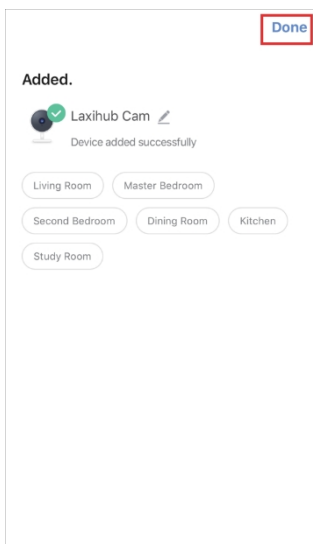 Done
Added.
Laxihub Cam
Device added successfully
Living Room
Master Bedroom
Second Bedroom
Dining Room
Kitchen
Study Room